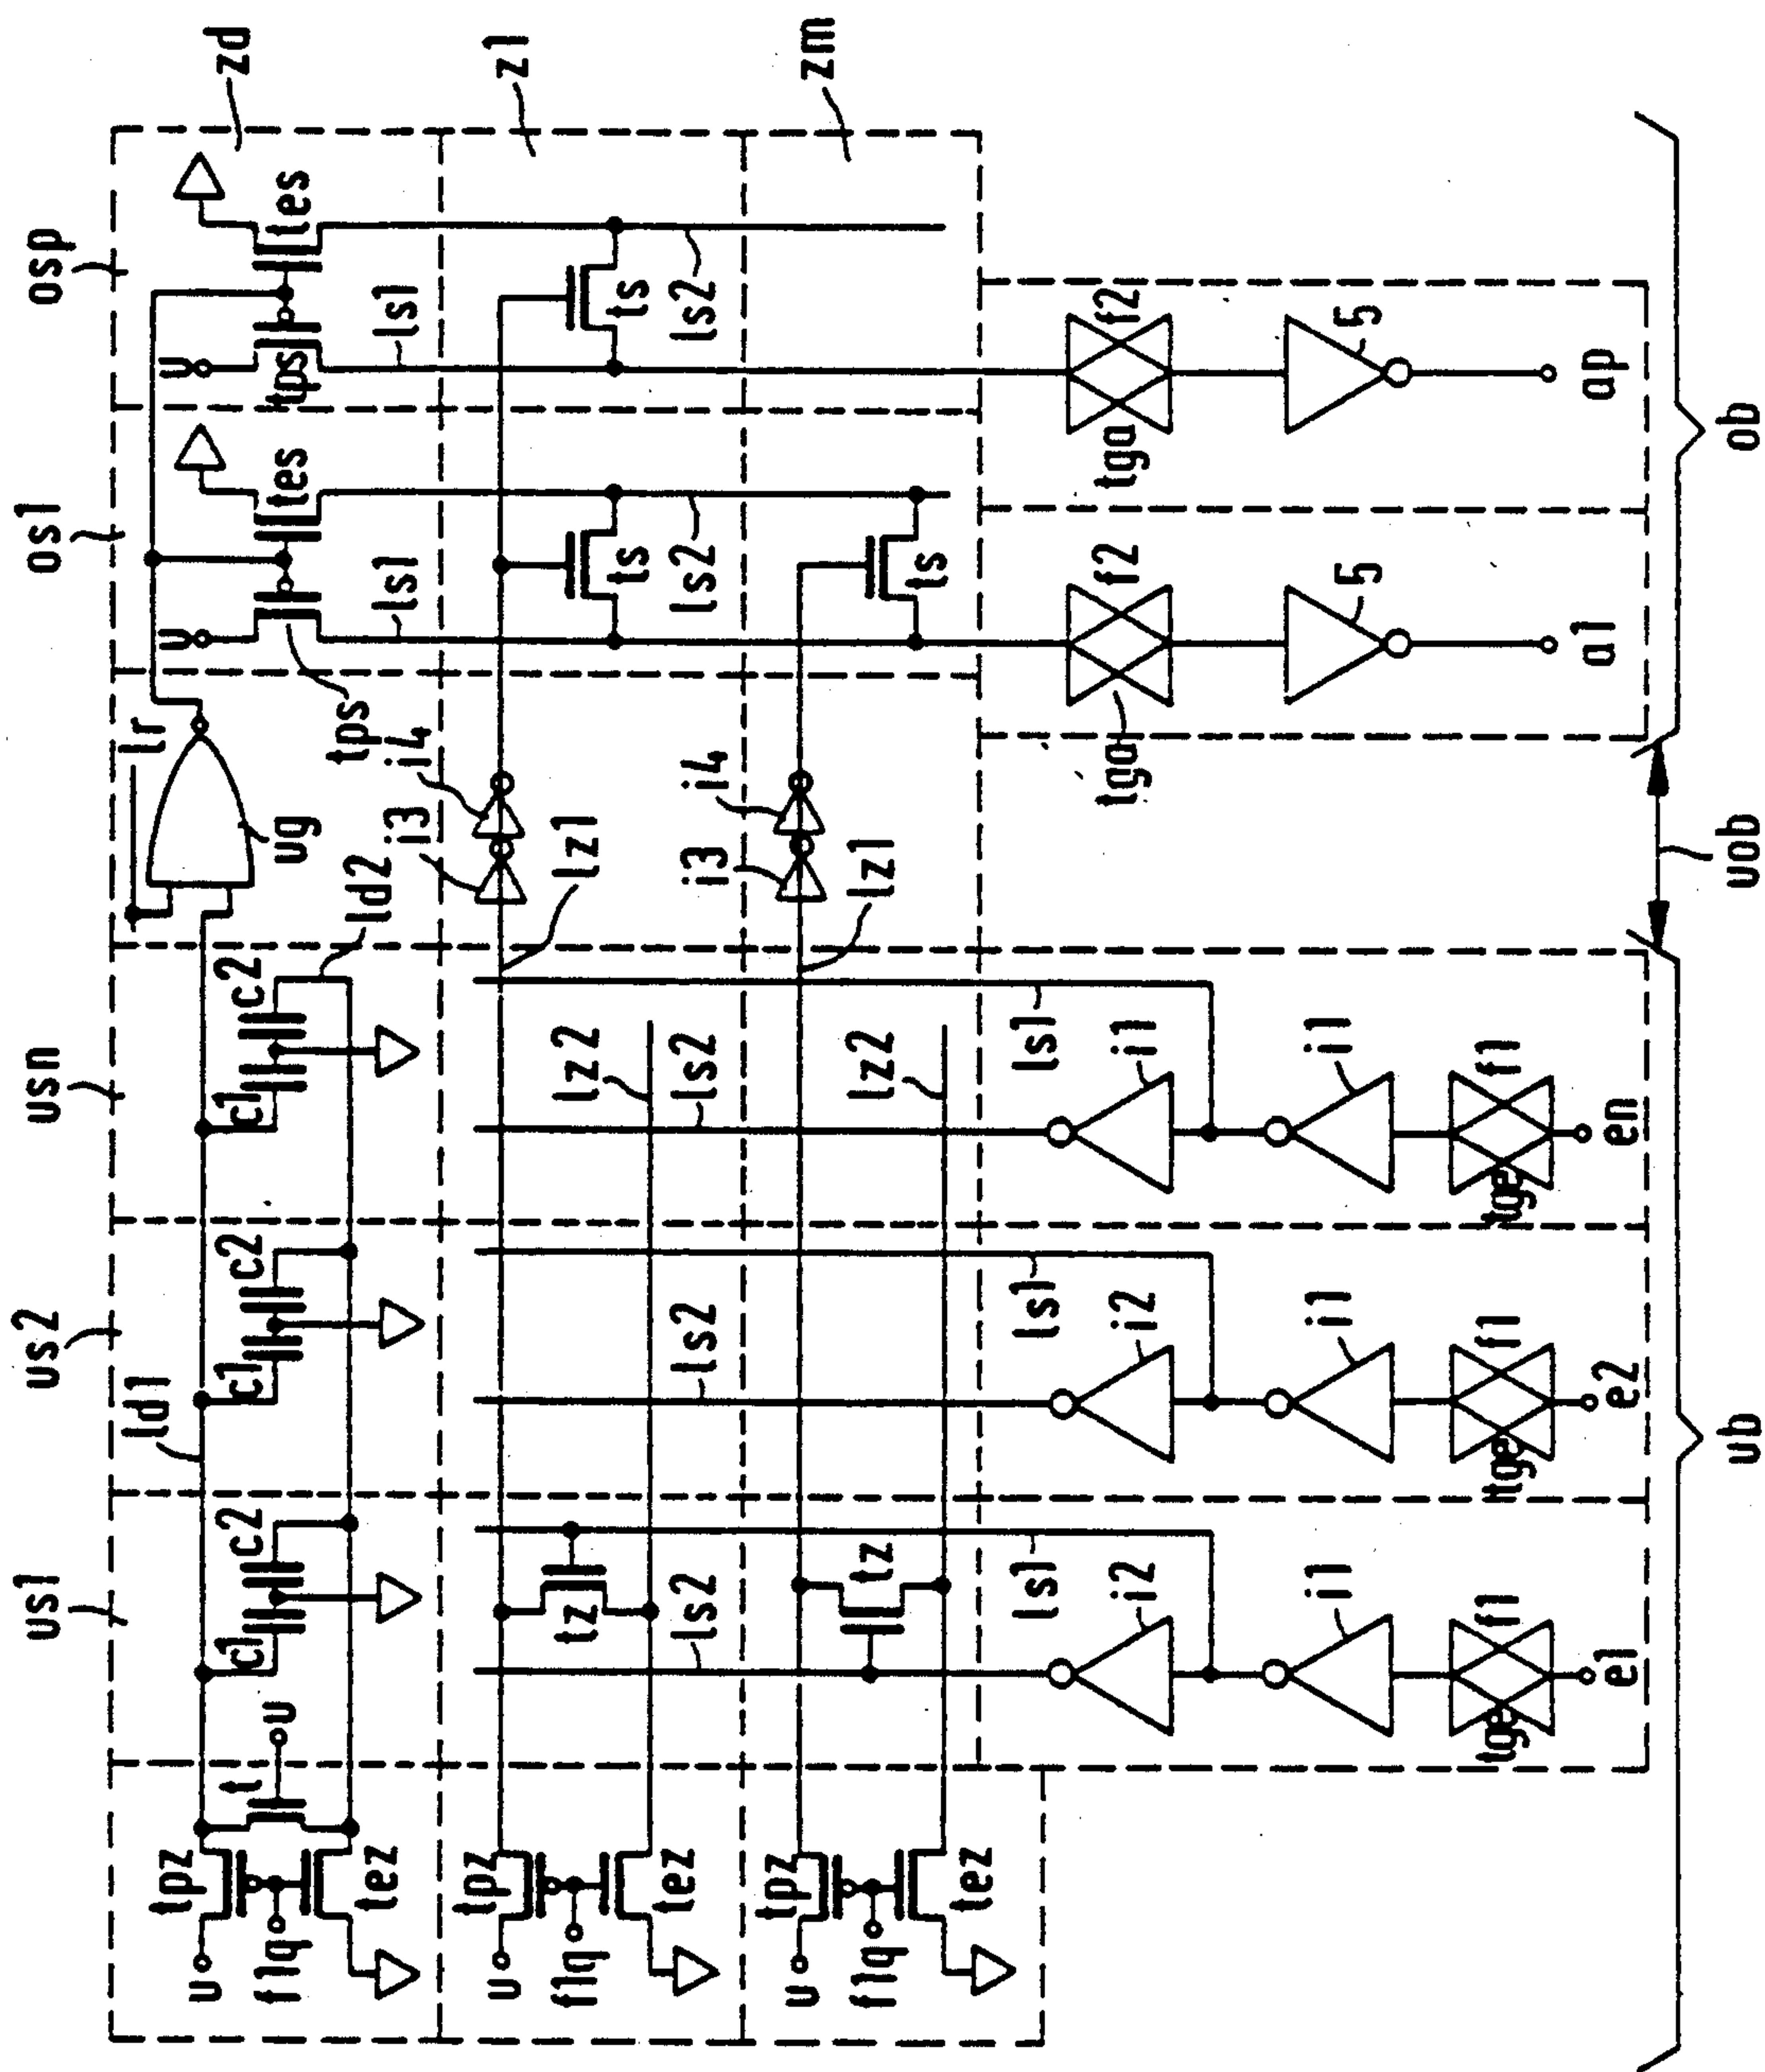 zd
z1
zm
osp
tes
ls1
tps
u
ts
ls2
f2
tga
5
ap
ob
os1
tes
ls1
u
tps
ts
ls2
ts
f2
tga
5
a1
lr
ug
i4
i3
lz1
i4
i3
lz1
uob
ld2
usn
c2
c1
lz2
ls2
lz2
ls1
i1
i1
f1
tge
en
us2
c2
c1
ld1
ls2
ls1
i2
i1
f1
tge
e2
ub
us1
c2
c1
tz
ls2
tz
ls1
i2
i1
f1
tge
e1
u
t
tpz
tez
u
f1q
tpz
tez
u
f1q
tpz
tez
u
f1q